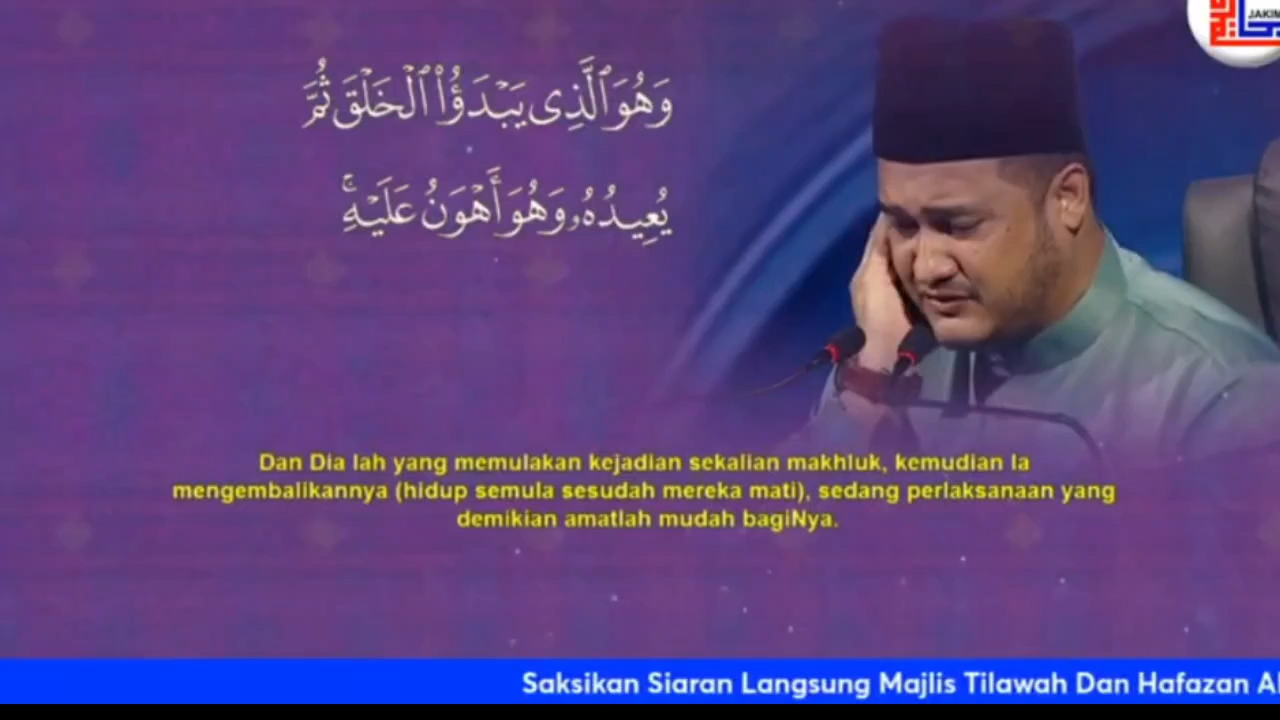 JAKIM
وَهُوَ ٱلَّذِى يَبْدَؤُا۟ ٱلْخَلْقَ ثُمَّ
يُعِيدُهُۥ وَهُوَ أَهْوَنُ عَلَيْهِ ۚ
Dan Dia lah yang memulakan kejadian sekalian makhluk, kemudian Ia
mengembalikannya (hidup semula sesudah mereka mati), sedang perlaksanaan yang
demikian amatlah mudah bagiNya.
Saksikan Siaran Langsung Majlis Tilawah Dan Hafazan